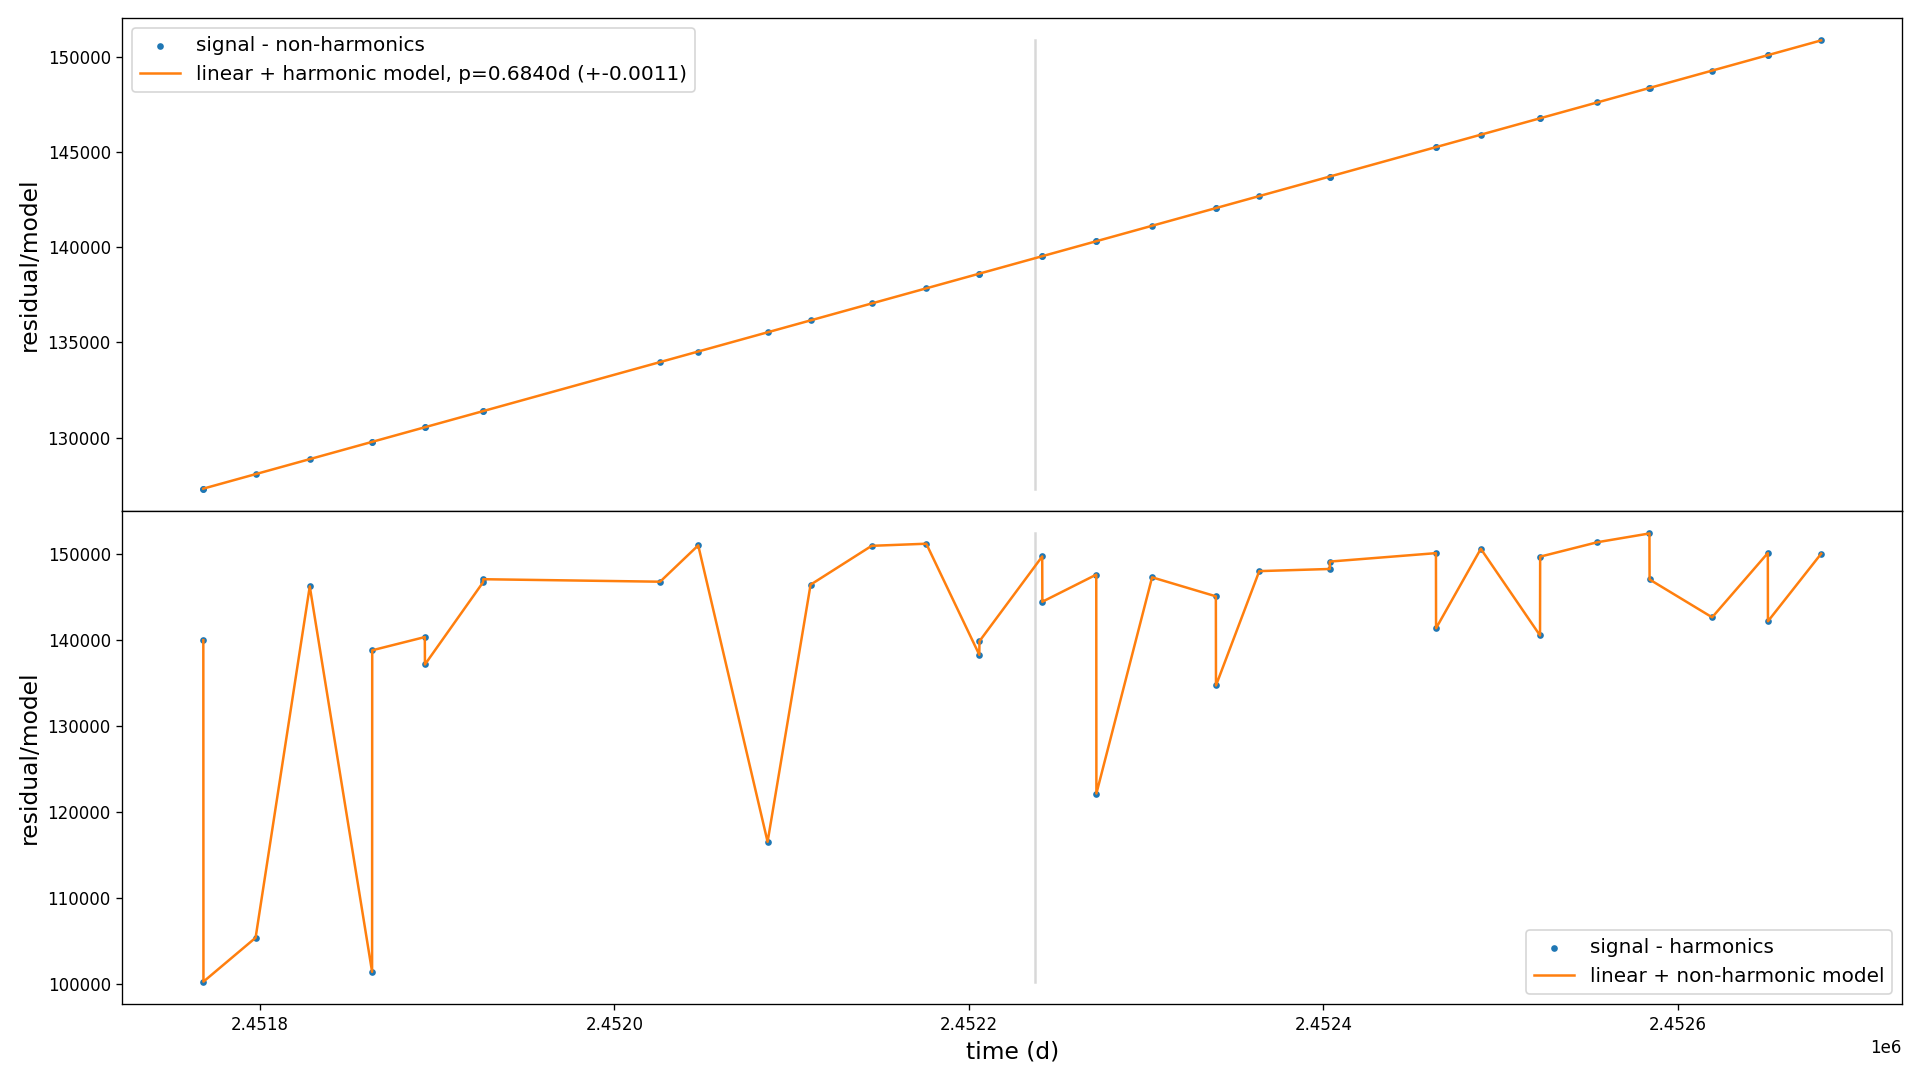 signal - non-harmonics
linear + harmonic model, p=0.6840d (+-0.0011)
150000
145000
140000
135000
130000
residual/model
150000
140000
130000
120000
110000
100000
residual/model
signal - harmonics
linear + non-harmonic model
2.4518
2.4520
2.4522
2.4524
2.4526
1e6
time (d)